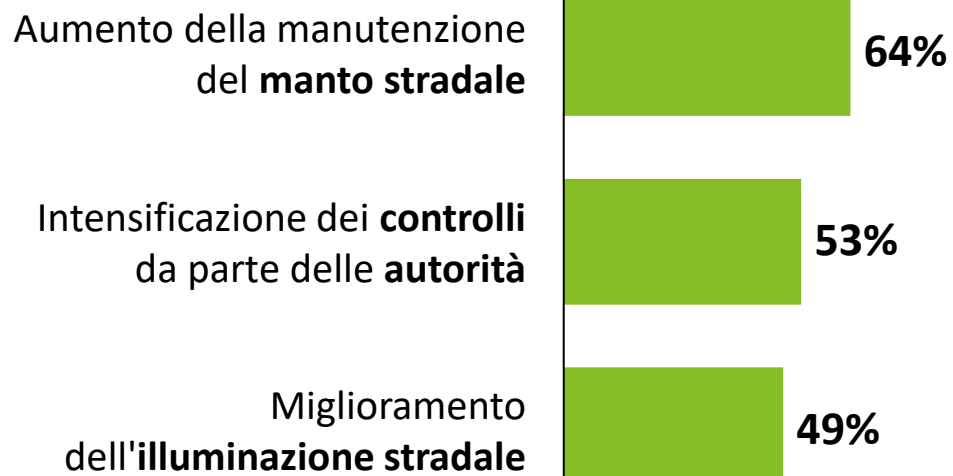 Aumento della manutenzione
del manto stradale
64%
Intensificazione dei controlli
da parte delle autorità
53%
Miglioramento
dell'illuminazione stradale
49%